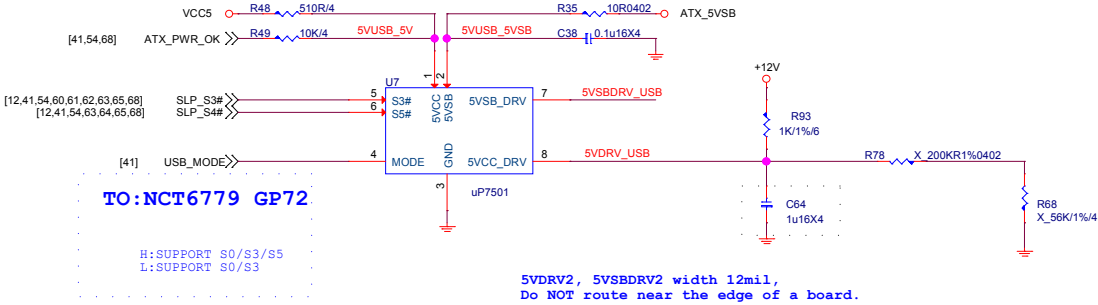 VCC5 R48 510R/4 R35 10R0402 ATX_5VSB
[41,54,68] ATX_PWR_OK R49 10K/4 5VUSB_5V 5VUSB_5VSB C38 0.1u16X4
+12V
1 2
U7
[12,41,54,60,61,62,63,65,68] SLP_S3# 5 S3# 5VCC 5VSB 5VSB_DRV 7 5VSBDRV_USB
[12,41,54,63,64,65,68] SLP_S4# 6 S5#
R93
1K/1%/6
[41] USB_MODE 4 MODE GND 5VCC_DRV 8 5VDRV_USB R78 X_200KR1%0402
3 uP7501
TO:NCT6779 GP72
C64
1u16X4
R68
X_56K/1%/4
H:SUPPORT S0/S3/S5
L:SUPPORT S0/S3
5VDRV2, 5VSBDRV2 width 12mil,
Do NOT route near the edge of a board.